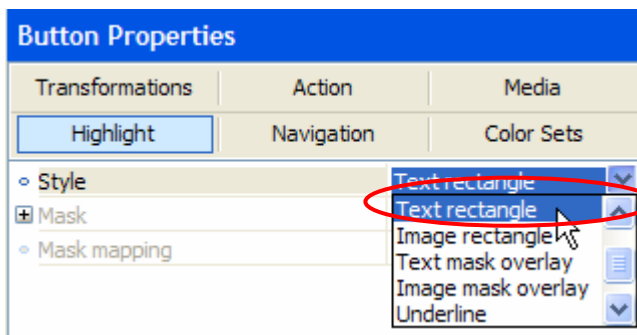 Button Properties
Transformations Action Media
Highlight Navigation Color Sets
Style Text rectangle
Mask Text rectangle
Image rectangle
Mask mapping Text mask overlay
Image mask overlay
Underline